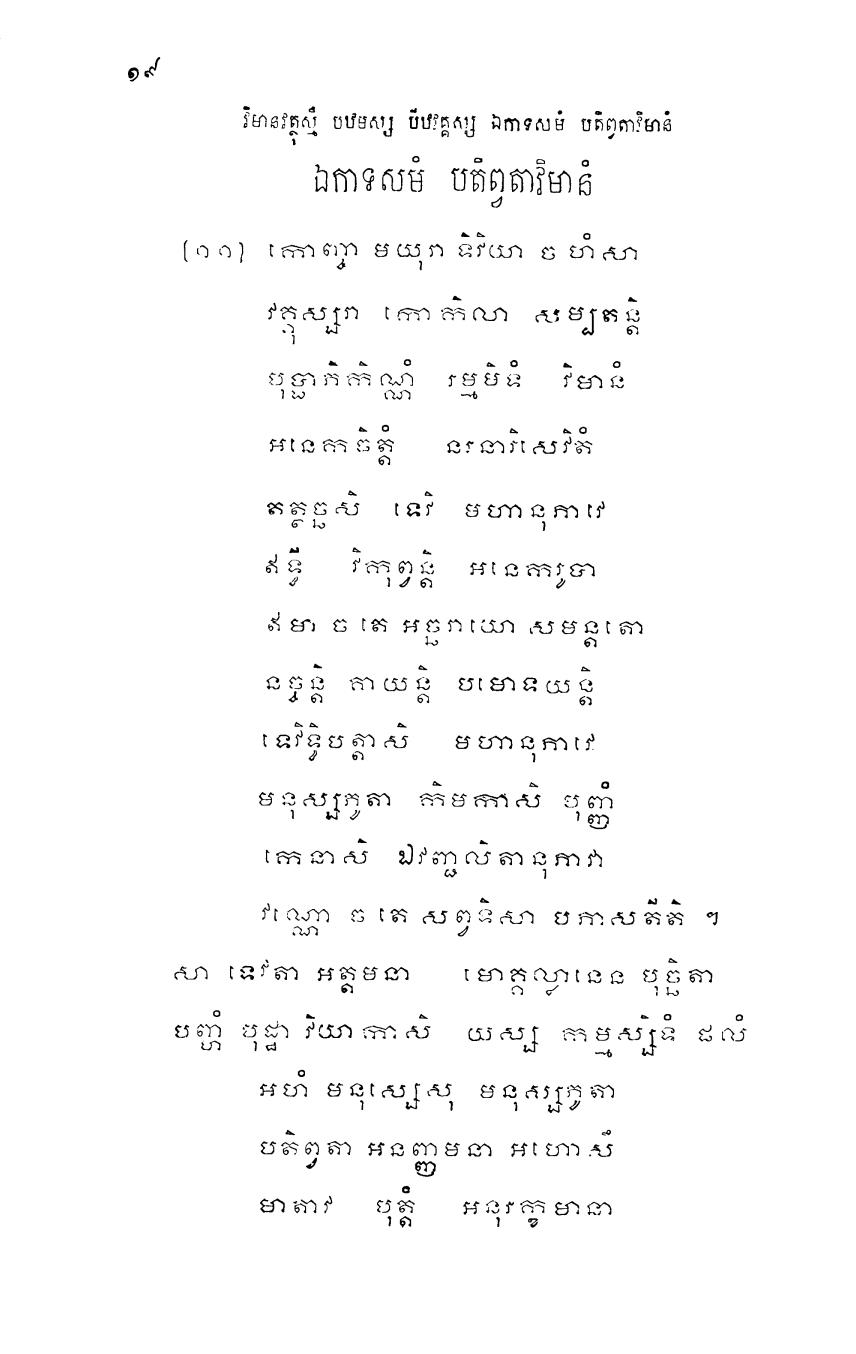 ១៩
វិមានវត្ថុស្មឹ បឋមស្ស បីឋវគ្គស្ស ឯកាទសមំ បតិព្វតាវិមានំ
ឯកាទសមំ បតិព្វតាវិមានំ
(១១) កោញ្ចា មយុរា ទិវិយា ច ហំសា
វគ្គុស្សរា កោកិលា សម្បតន្តិ
បុប្ផាភិកិណ្ណំ រម្មមិទំ វិមានំ
អនេកាចិត្តំ នរនារិសេវិតំ
តត្ថច្ឆសិ ទេវិ មហានុភាវេ
ឥទ្ធី វិកុព្វន្តិ អនេករូបា
ឥមា ច តេ អច្ឆរាយោ សមន្តតោ
នច្ចន្តិ គាយន្តិ បមោទយន្តិ
ទេវិទ្ធិបត្តាសិ មហានុភាវេ
មនុស្សភូតា កិមកាសិ បុញ្ញំ
កេនាសិ ឯវញ្ជលិតានុភាវា
វណ្ណោ ច តេ សព្វទិសា បភាសតីតិ ។
សា ទេវតា អត្តមនា មោគ្គល្លានេន បុច្ឆិតា
បញ្ហំ បុដ្ឋា វិយាកាសិ យស្ស កម្មស្សិទំ ផលំ
អហំ មនុស្សេសុ មនុស្សភូតា
បតិព្វតា អនញ្ញមនា អហោសឹ
មាតាវ បុត្តំ អនុរក្ខមានា